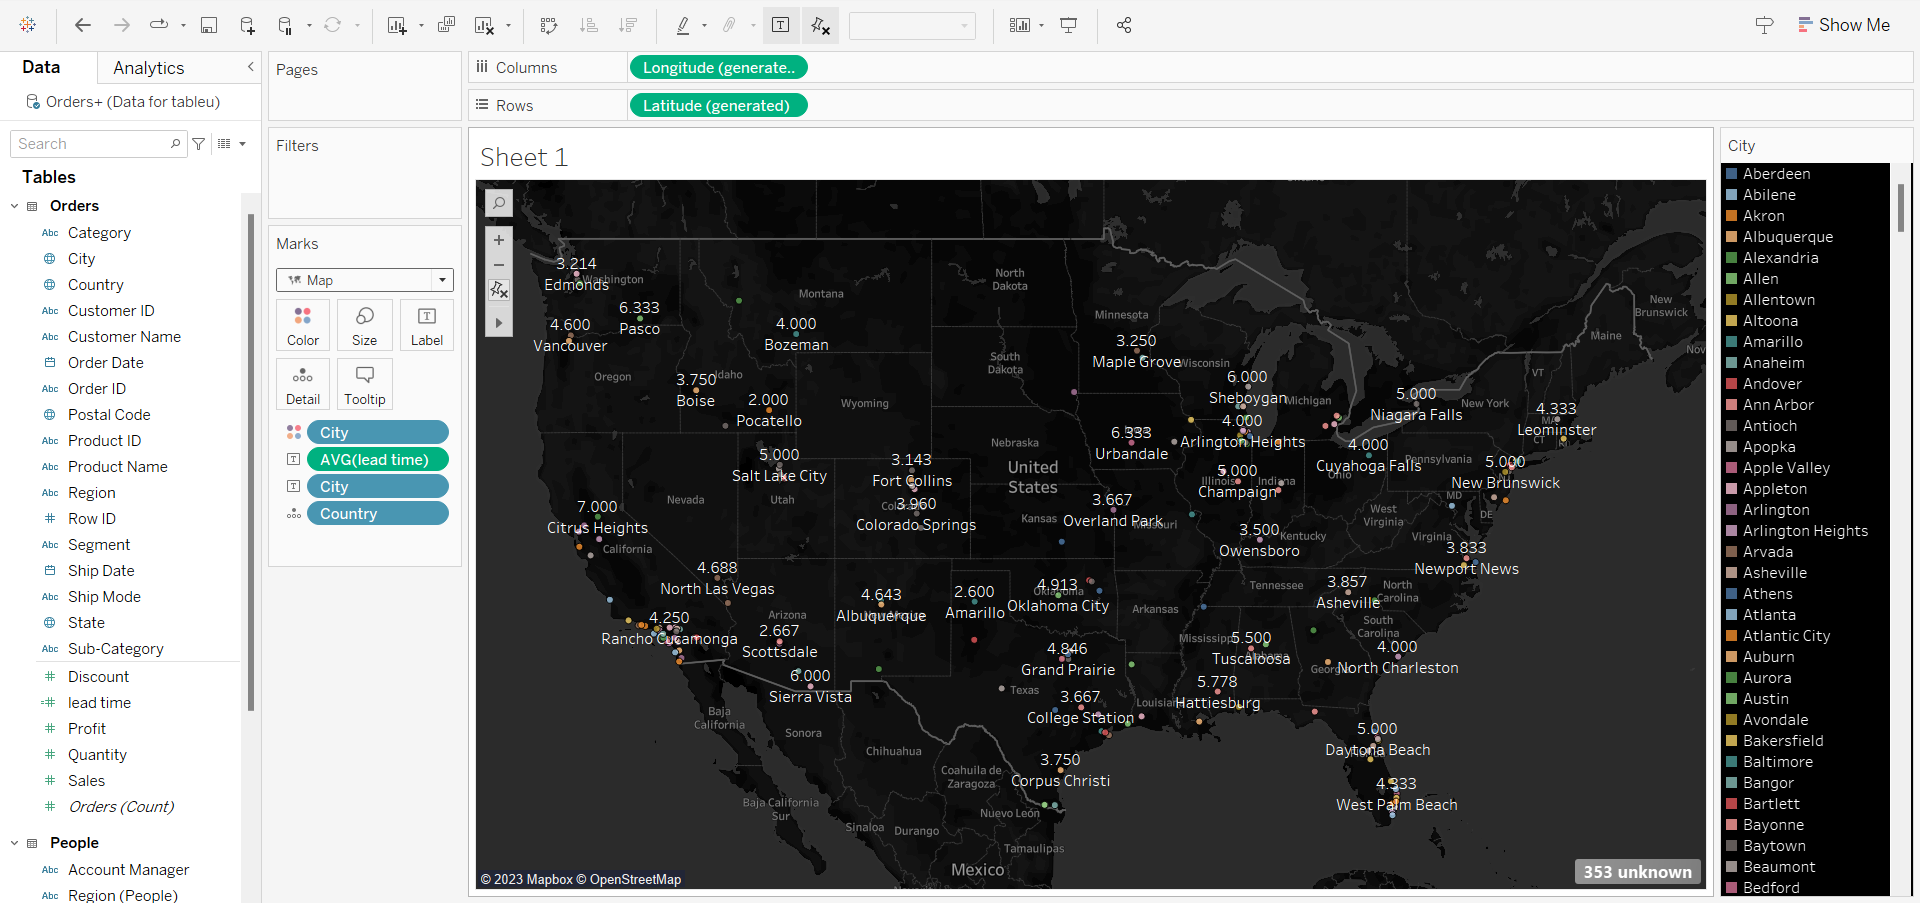 Show Me
Data
Analytics
Orders+ (Data for tableu)
Search
Tables
Orders
Abc Category
City
Country
Abc Customer ID
Abc Customer Name
Order Date
Abc Order ID
Postal Code
Abc Product ID
Abc Product Name
Abc Region
# Row ID
Abc Segment
Ship Date
Abc Ship Mode
State
Abc Sub-Category
# Discount
=# lead time
# Profit
# Quantity
# Sales
# Orders (Count)
People
Abc Account Manager
Abc Region (People)
Pages
Filters
Marks
Map
Color
Size
Label
Detail
Tooltip
City
AVG(lead time)
City
Country
Columns
Longitude (generate..
Rows
Latitude (generated)
Sheet 1
3.214
Edmonds
Washington
6.333
Pasco
4.600
Vancouver
Montana
4.000
Bozeman
North
Dakota
Minnesota
3.250
Maple Grove
Wisconsin
South
Dakota
Oregon
Idaho
3.750
Boise
2.000
Pocatello
Wyoming
6.000
Sheboygan
Michigan
4.000
Arlington Heights
5.000
Niagara Falls
New York
VT
Maine
New
Brunswick
Nov
4.333
Leominster
MA
CT
RI
6.333
Urbandale
Nebraska
United
States
4.000
Cuyahoga Falls
Ohio
Pennsylvania
5.000
New Brunswick
MD
DE
5.000
Salt Lake City
Utah
Nevada
3.143
Fort Collins
3.960
Colorado Springs
5.000
Champaign
Illinois
Indiana
3.667
Overland Park
Missouri
Kansas
7.000
Citrus Heights
California
West
Virginia
Virginia
3.500
Owensboro
Kentucky
3.833
Newport News
4.688
North Las Vegas
Arizona
4.643
Albuquerque
2.600
Amarillo
4.913
Oklahoma City
Oklahoma
Arkansas
Tennessee
3.857
Asheville
North
Carolina
South
Carolina
4.250
Rancho Cucamonga
2.667
Scottsdale
6.000
Sierra Vista
4.846
Grand Prairie
Mississippi
5.500
Tuscaloosa
Alabama
Georgia
4.000
North Charleston
Texas
3.667
College Station
Louisian
5.778
Hattiesburg
Baja
California
Sonora
Chihuahua
Coahuila de
Zaragoza
3.750
Corpus Christi
5.000
Daytona Beach
4.333
West Palm Beach
Baja California
Sur
Sinaloa
Durango
Nuevo León
Tamaulipas
Mexico
© 2023 Mapbox © OpenStreetMap
353 unknown
City
Aberdeen
Abilene
Akron
Albuquerque
Alexandria
Allen
Allentown
Altoona
Amarillo
Anaheim
Andover
Ann Arbor
Antioch
Apopka
Apple Valley
Appleton
Arlington
Arlington Heights
Arvada
Asheville
Athens
Atlanta
Atlantic City
Auburn
Aurora
Austin
Avondale
Bakersfield
Baltimore
Bangor
Bartlett
Bayonne
Baytown
Beaumont
Bedford